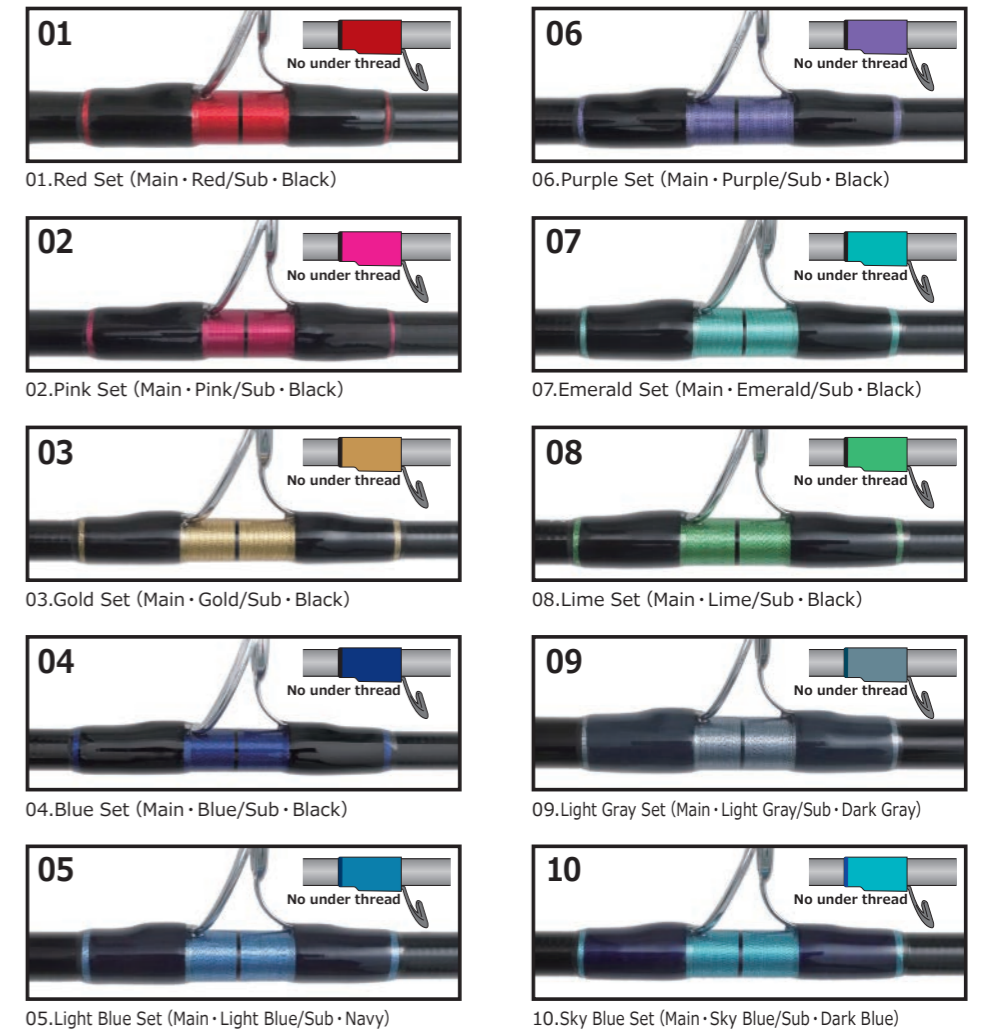 01
No under thread
01.Red Set (Main・Red/Sub・Black)
02
No under thread
02.Pink Set (Main・Pink/Sub・Black)
03
No under thread
03.Gold Set (Main・Gold/Sub・Black)
04
No under thread
04.Blue Set (Main・Blue/Sub・Black)
05
No under thread
05.Light Blue Set (Main・Light Blue/Sub・Navy)
06
No under thread
06.Purple Set (Main・Purple/Sub・Black)
07
No under thread
07.Emerald Set (Main・Emerald/Sub・Black)
08
No under thread
08.Lime Set (Main・Lime/Sub・Black)
09
No under thread
09.Light Gray Set (Main・Light Gray/Sub・Dark Gray)
10
No under thread
10.Sky Blue Set (Main・Sky Blue/Sub・Dark Blue)